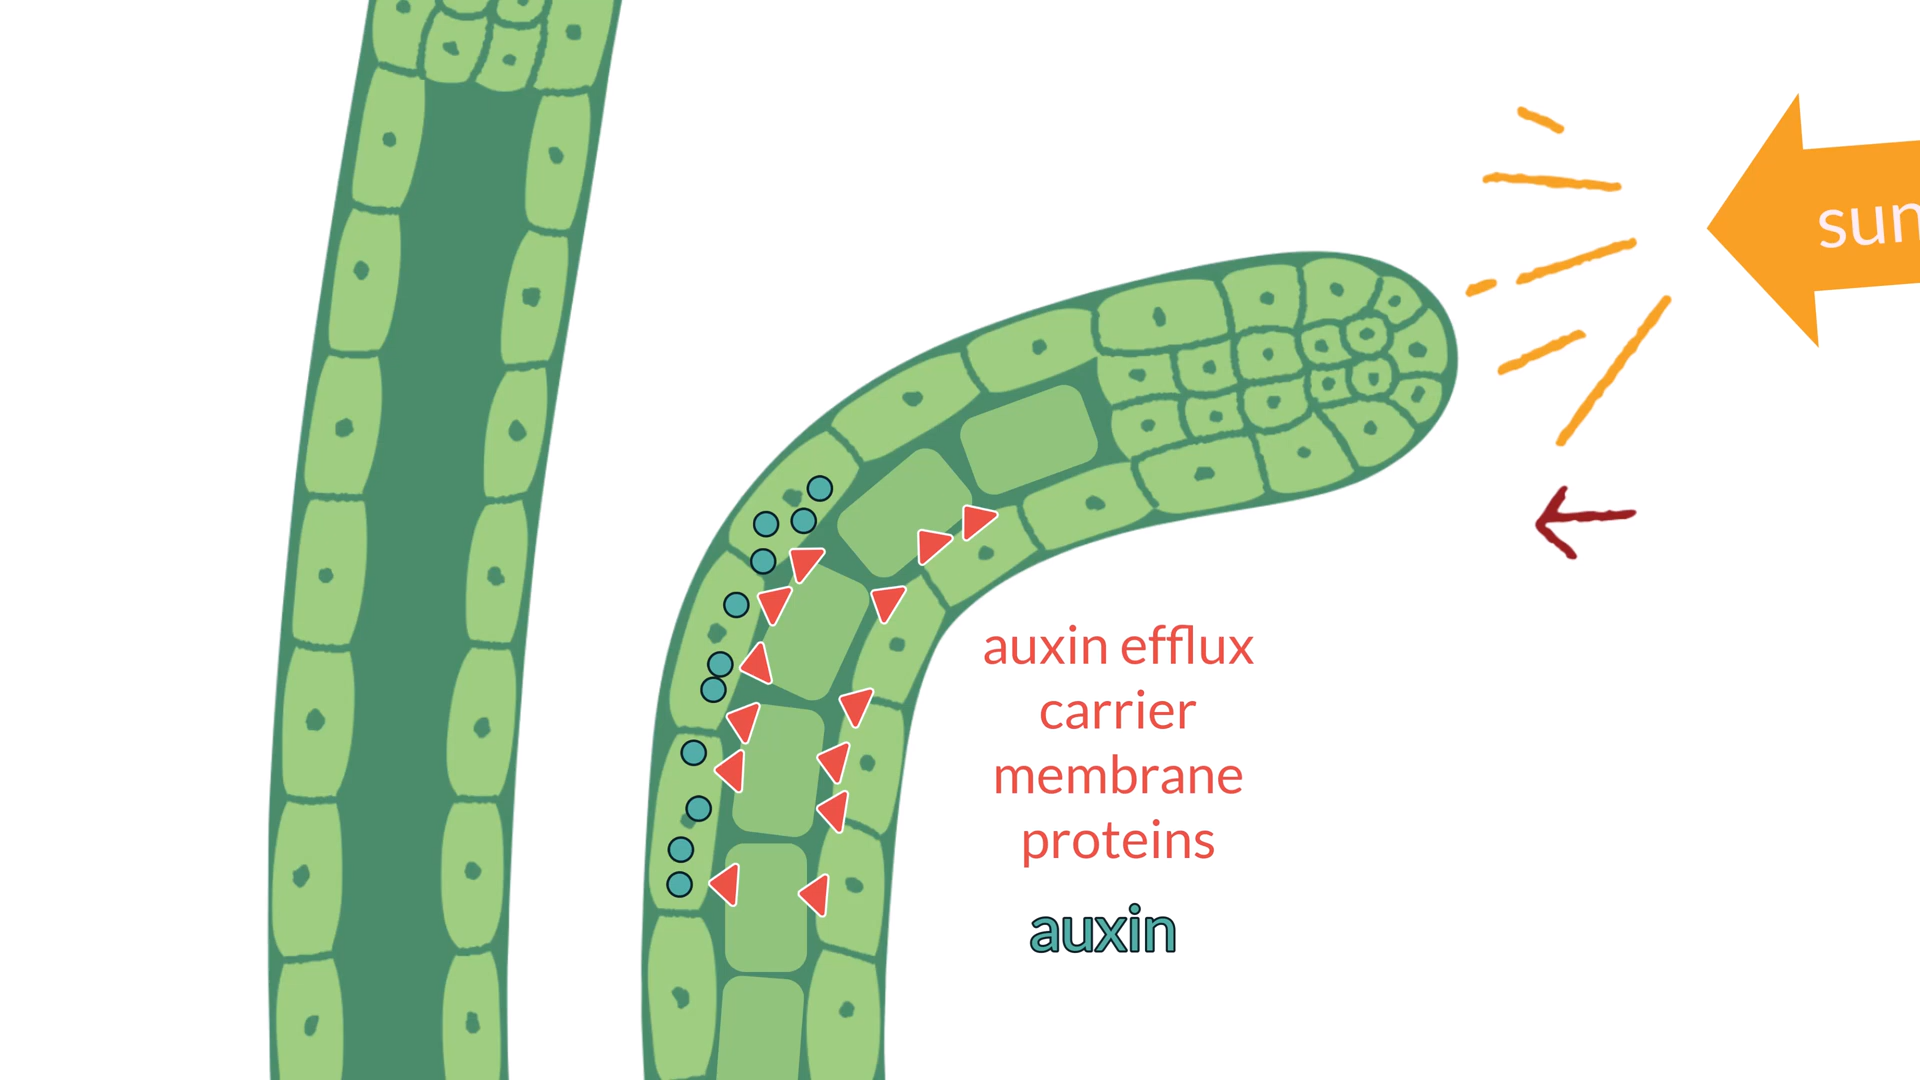 sun
auxin efflux
carrier
membrane
proteins
auxin